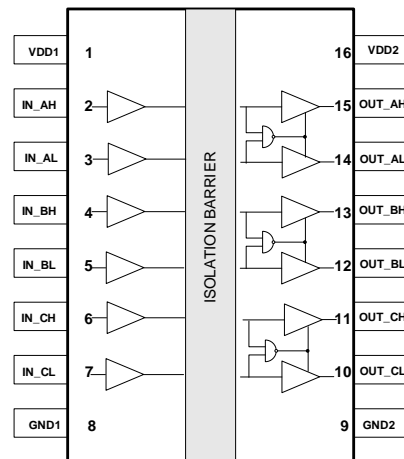 VDD1 1 16 VDD2
IN_AH 2 15 OUT_AH
IN_AL 3 14 OUT_AL
IN_BH 4 13 OUT_BH
IN_BL 5 12 OUT_BL
IN_CH 6 11 OUT_CH
IN_CL 7 10 OUT_CL
GND1 8 9 GND2
ISOLATION BARRIER